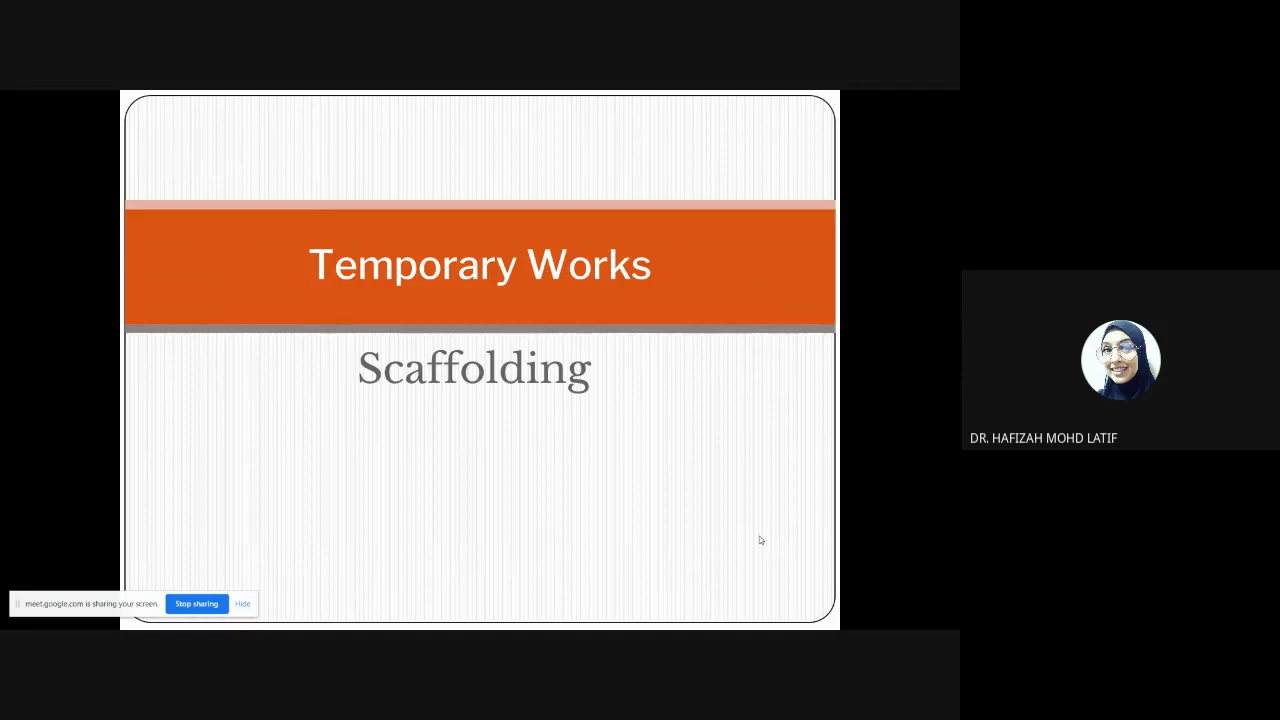 Temporary Works
Scaffolding
DR. HAFIZAH MOHD LATIF
meet.google.com is sharing your screen.
Stop sharing
Hide